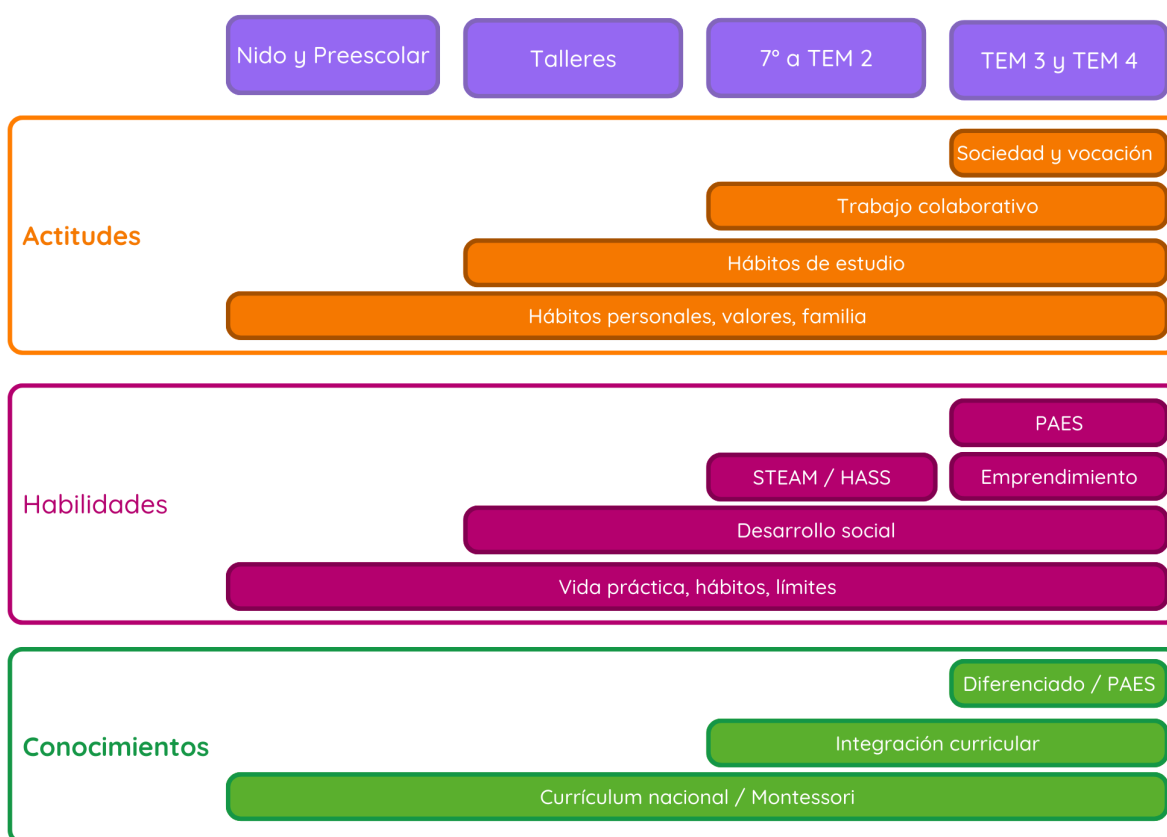 Nido y Preescolar
Talleres
7° a TEM 2
TEM 3 y TEM 4
Actitudes
Sociedad y vocación
Trabajo colaborativo
Hábitos de estudio
Hábitos personales, valores, familia
Habilidades
PAES
STEAM / HASS
Emprendimiento
Desarrollo social
Vida práctica, hábitos, límites
Conocimientos
Diferenciado / PAES
Integración curricular
Currículum nacional / Montessori